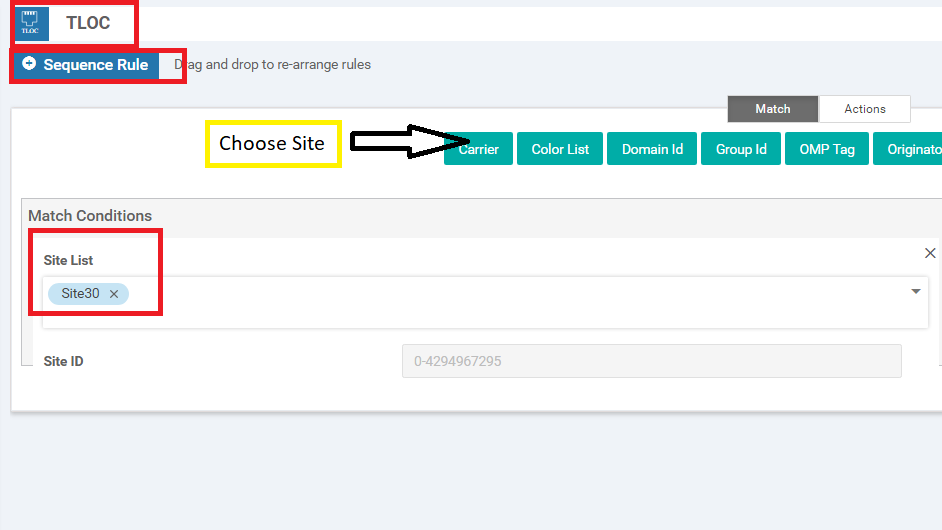 TLOC
TLOC
Sequence Rule
Drag and drop to re-arrange rules
Match
Actions
Choose Site
Carrier
Color List
Domain Id
Group Id
OMP Tag
Originato
Match Conditions
Site List
Site30
Site ID
0-4294967295